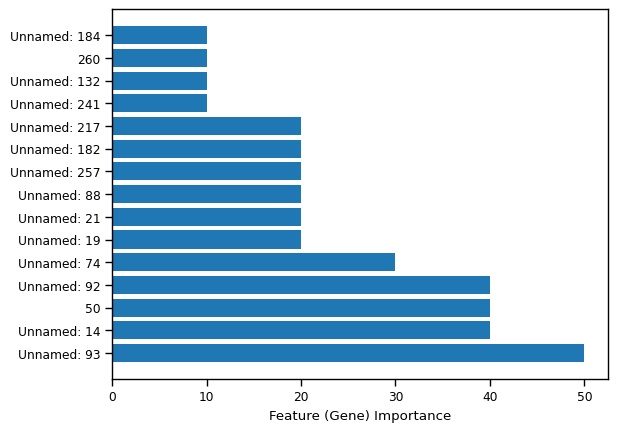 Unnamed: 184
260
Unnamed: 132
Unnamed: 241
Unnamed: 217
Unnamed: 182
Unnamed: 257
Unnamed: 88
Unnamed: 21
Unnamed: 19
Unnamed: 74
Unnamed: 92
50
Unnamed: 14
Unnamed: 93
0 10 20 30 40 50
Feature (Gene) Importance